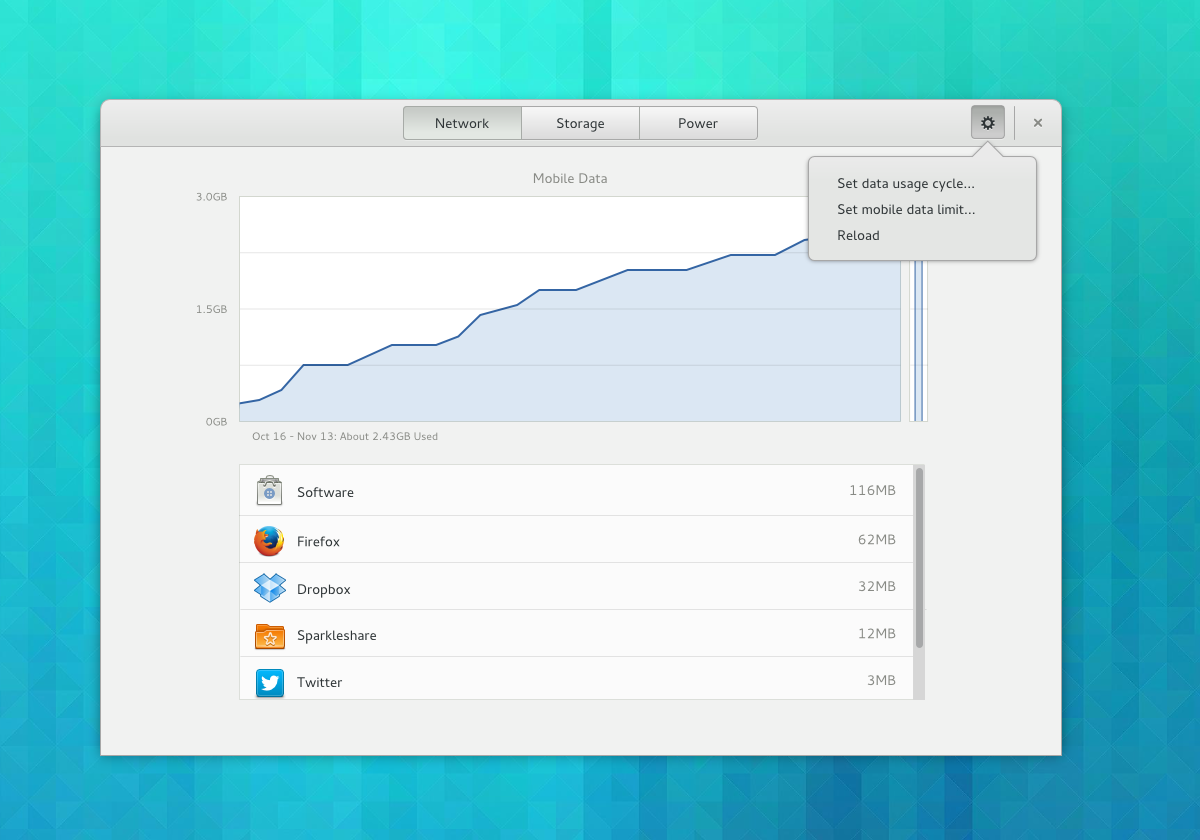 Network Storage Power
Mobile Data
Set data usage cycle...
Set mobile data limit...
Reload
3.0GB
1.5GB
0GB
Oct 16 - Nov 13: About 2.43GB Used
Software 116MB
Firefox 62MB
Dropbox 32MB
Sparkleshare 12MB
Twitter 3MB